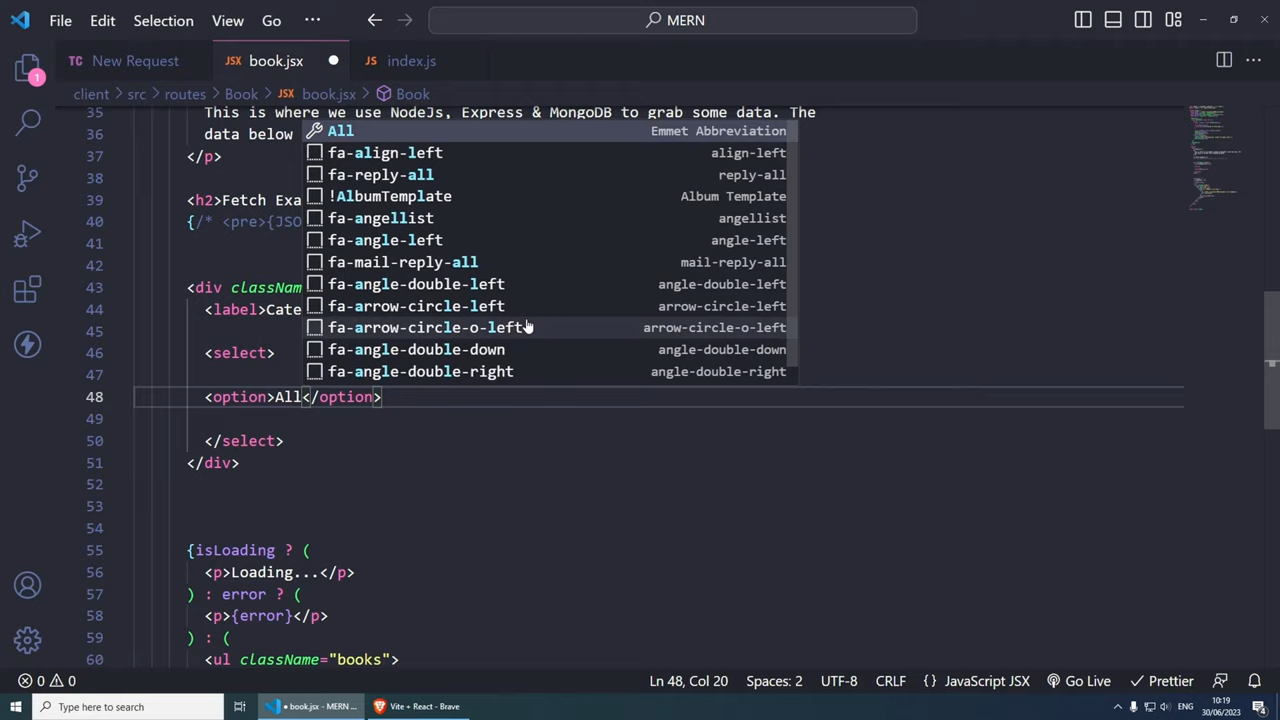 File Edit Selection View Go ··· MERN
TC New Request JSX book.jsx JS index.js
client > src > routes > Book > JSX book.jsx > Book
1
35 This is where we use NodeJs, Express & MongoDB to grab some data. The
36 data below
37 </p>
38
39 <h2>Fetch Exa
40 {/* <pre>{JSO
41
42
43 <div classNam
44 <label>Cate
45
46 <select>
47
48 <option>All</option>
49
50 </select>
51 </div>
52
53
54
55 {isLoading ? (
56 <p>Loading...</p>
57 ) : error ? (
58 <p>{error}</p>
59 ) : (
60 <ul className="books">
All Emmet Abbreviation
fa-align-left align-left
fa-reply-all reply-all
!AlbumTemplate Album Template
fa-angellist angellist
fa-angle-left angle-left
fa-mail-reply-all mail-reply-all
fa-angle-double-left angle-double-left
fa-arrow-circle-left arrow-circle-left
fa-arrow-circle-o-left arrow-circle-o-left
fa-angle-double-down angle-double-down
fa-angle-double-right angle-double-right
0 0 Ln 48, Col 20 Spaces: 2 UTF-8 CRLF {} JavaScript JSX Go Live Prettier
Type here to search book.jsx - MERN ... Vite + React - Brave ENG 10:19
30/06/2023 4